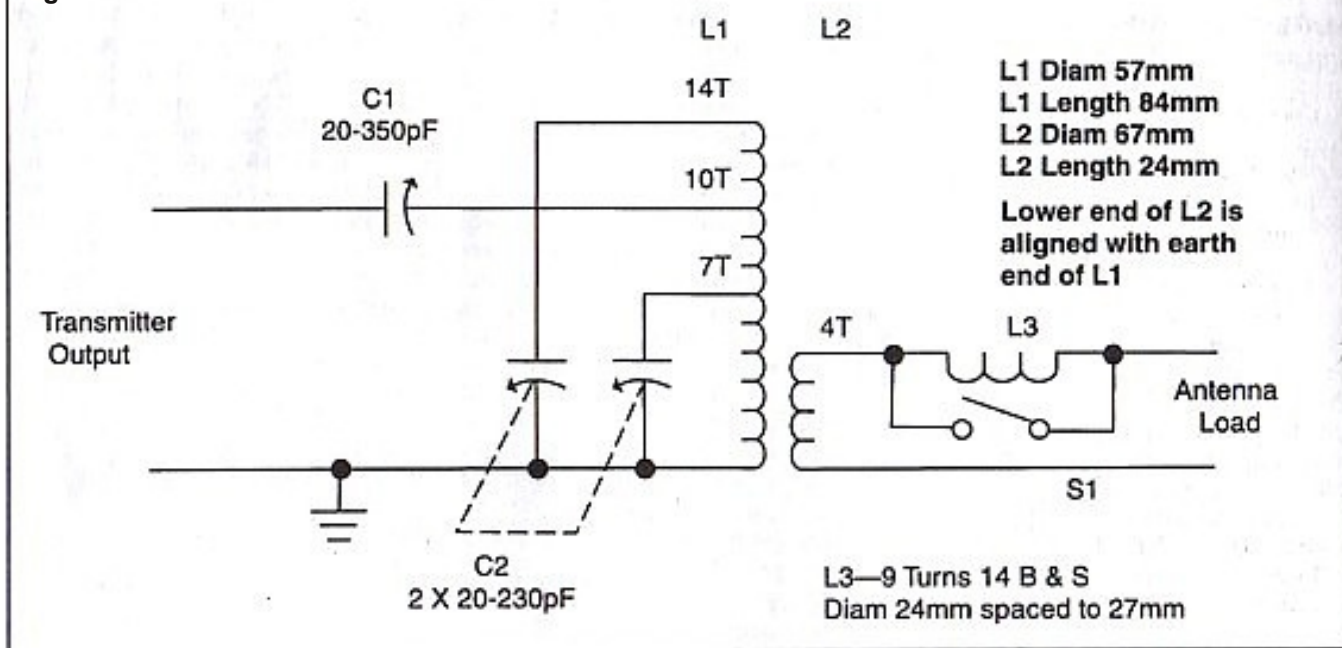 L1
L2
14T
C1
20-350pF
L1 Diam 57mm
L1 Length 84mm
L2 Diam 67mm
L2 Length 24mm
10T
Lower end of L2 is
aligned with earth
end of L1
7T
Transmitter
Output
4T
L3
Antenna
Load
S1
C2
2 X 20-230pF
L3—9 Turns 14 B & S
Diam 24mm spaced to 27mm